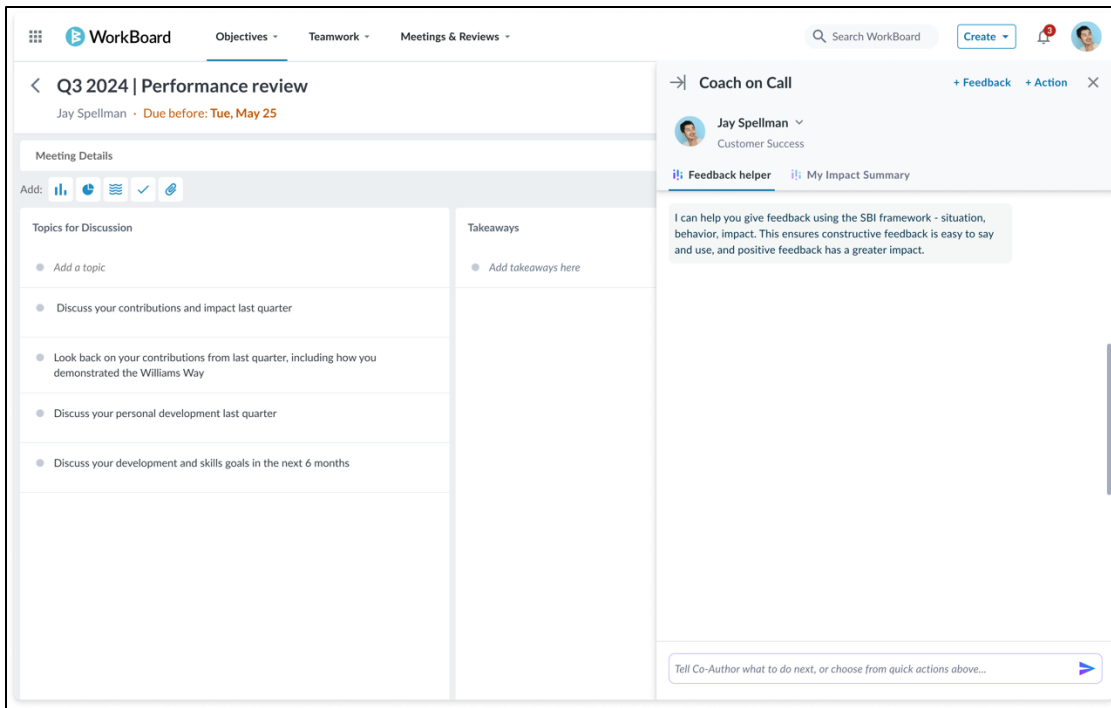 WorkBoard
Objectives
Teamwork
Meetings & Reviews
Search WorkBoard
Create
3
Q3 2024 | Performance review
Jay Spellman · Due before: Tue, May 25
Meeting Details
Add:
Topics for Discussion
Add a topic
Discuss your contributions and impact last quarter
Look back on your contributions from last quarter, including how you
demonstrated the Williams Way
Discuss your personal development last quarter
Discuss your development and skills goals in the next 6 months
Takeaways
Add takeaways here
Coach on Call
+ Feedback
+ Action
Jay Spellman
Customer Success
Feedback helper
My Impact Summary
I can help you give feedback using the SBI framework - situation,
behavior, impact. This ensures constructive feedback is easy to say
and use, and positive feedback has a greater impact.
Tell Co-Author what to do next, or choose from quick actions above...